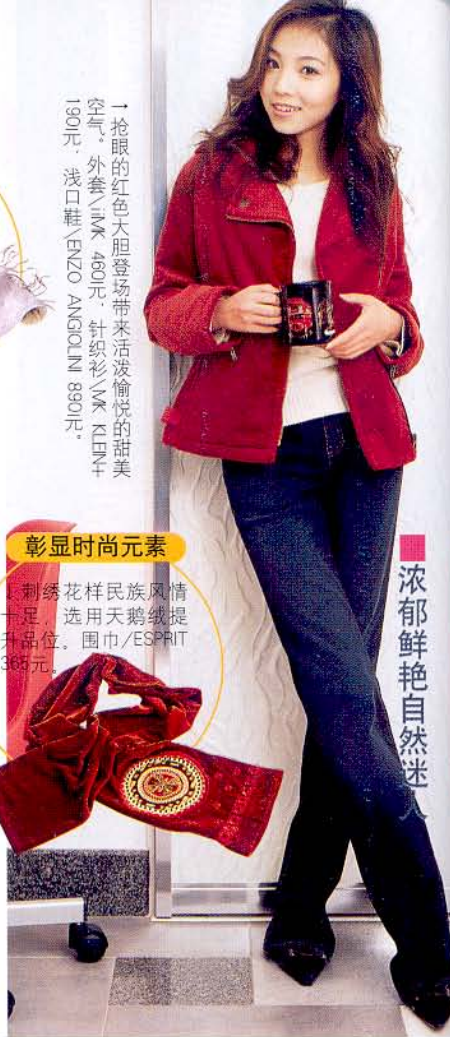 →抢眼的红色大胆登场带来活泼愉悦的甜美
空气。外套/iiMK 460元；针织衫/MK KLEIN+
190元；浅口鞋/ENZO ANGIOLINI 890元。
彰显时尚元素
↓刺绣花样民族风情
十足，选用天鹅绒提
升品位。围巾/ESPRIT
365元。
浓郁鲜艳自然迷人